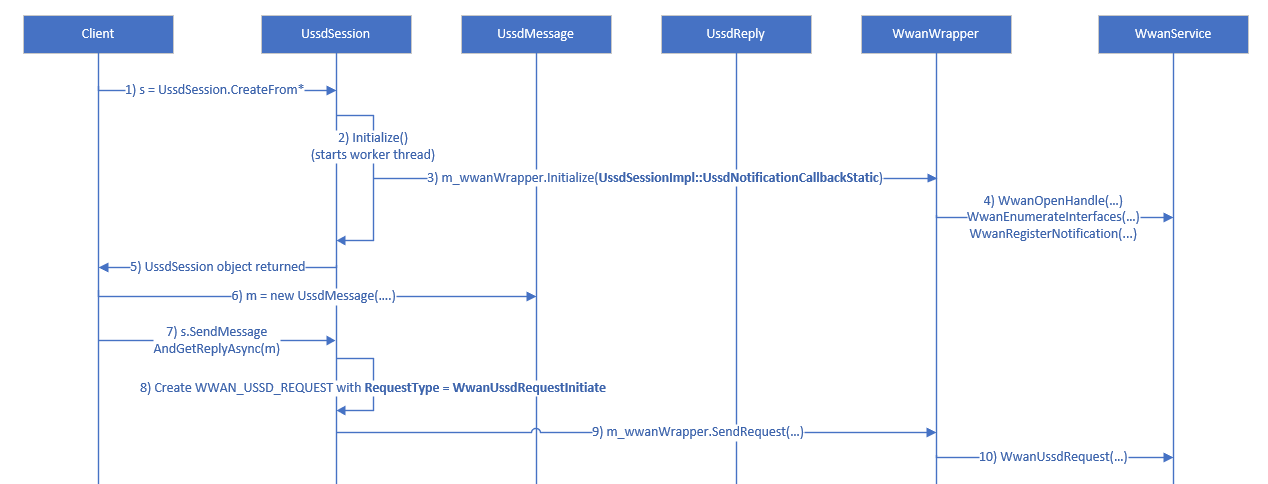 Client
UssdSession
UssdMessage
UssdReply
WwanWrapper
WwanService
1) s = UssdSession.CreateFrom*
2) Initialize()
(starts worker thread)
3) m_wwanWrapper.Initialize(UssdSessionImpl::UssdNotificationCallbackStatic)
4) WwanOpenHandle(...)
WwanEnumerateInterfaces(...)
WwanRegisterNotification(...)
5) UssdSession object returned
6) m = new UssdMessage(....)
7) s.SendMessage
AndGetReplyAsync(m)
8) Create WWAN_USSD_REQUEST with RequestType = WwanUssdRequestInitiate
9) m_wwanWrapper.SendRequest(...)
10) WwanUssdRequest(...)